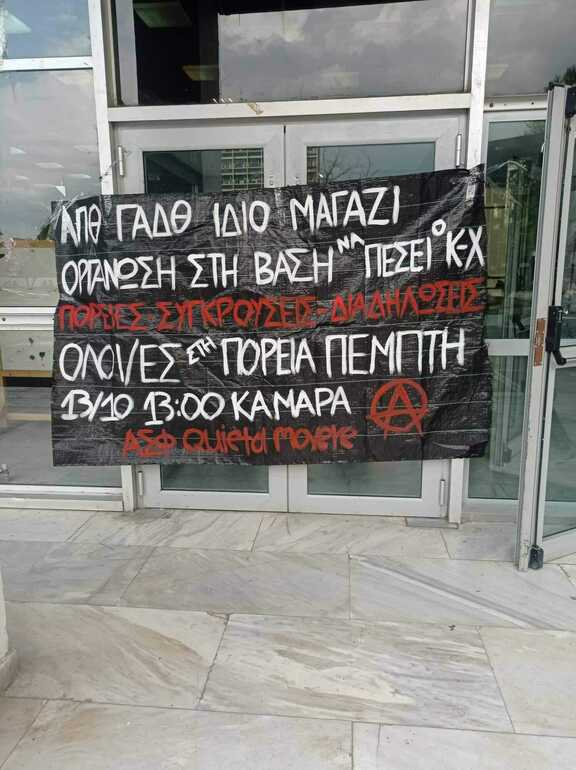 ΑΠΘ ΓΑΔΘ ΙΔΙΟ ΜΑΓΑΖΙ
ΟΡΓΑΝΩΣΗ ΣΤΗ ΒΑΣΗ ΝΑ ΠΕΣΕΙ Ο Κ-Χ
ΠΟΡΕΙΕΣ-ΣΥΓΚΡΟΥΣΕΙΣ-ΔΙΑΔΗΛΩΣΕΙΣ
ΟΛΟΙ/ΕΣ ΣΤΗ ΠΟΡΕΙΑ ΠΕΜΠΤΗ
13/10 13:00 ΚΑΜΑΡΑ
ΑΣΦ Quieta Movere